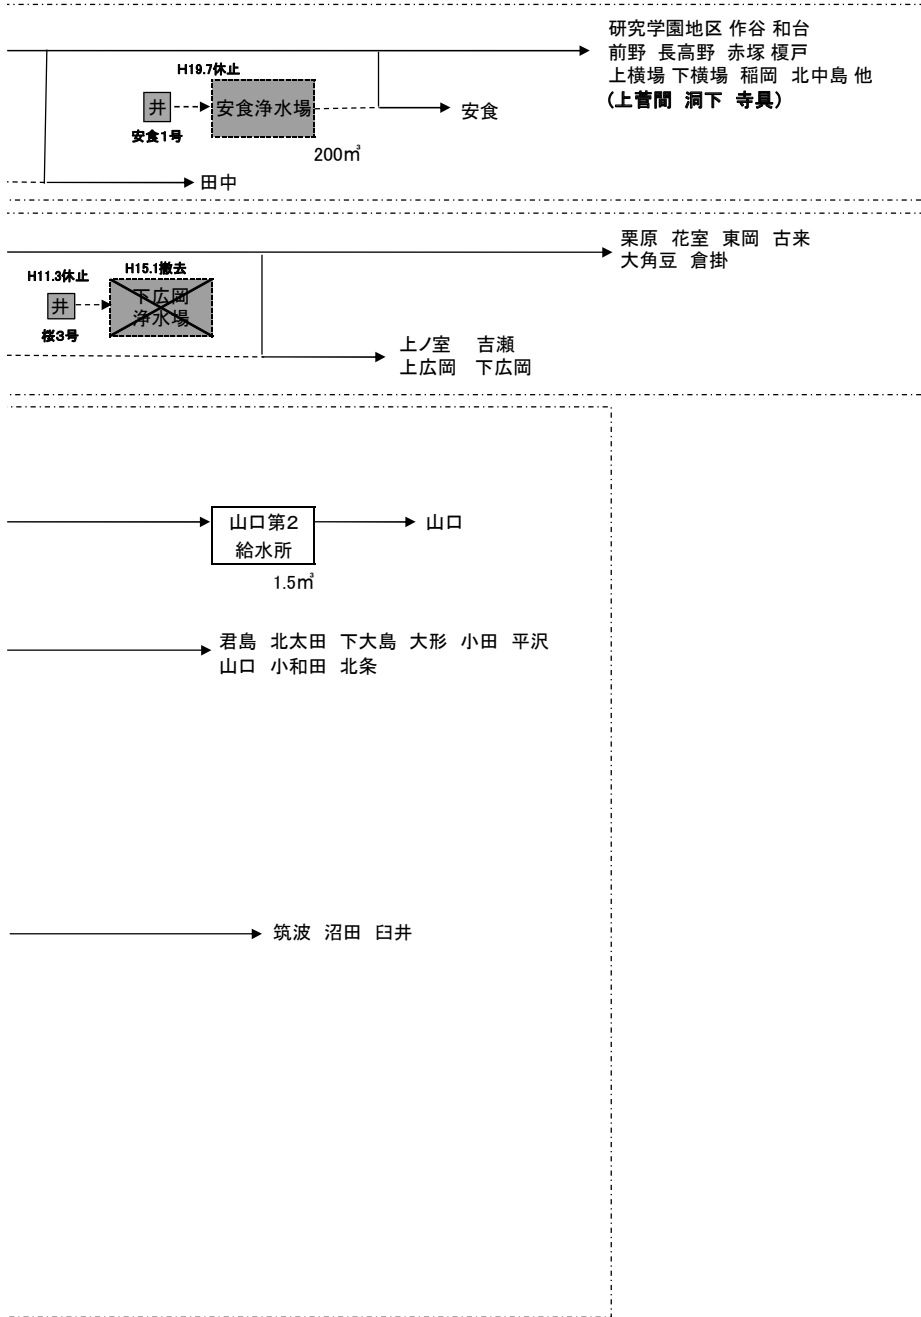 研究学園地区 作谷 和台
前野 長高野 赤塚 榎戸
上横場 下横場 稲岡 北中島 他
(上菅間 洞下 寺具)
H19.7休止
井
安食浄水場
安食
安食1号
200㎥
田中
栗原 花室 東岡 古来
大角豆 倉掛
H11.3休止
H15.1撤去
井
下広岡
浄水場
桜3号
上ノ室 吉瀬
上広岡 下広岡
山口第2
給水所
山口
1.5㎥
君島 北太田 下大島 大形 小田 平沢
山口 小和田 北条
筑波 沼田 臼井